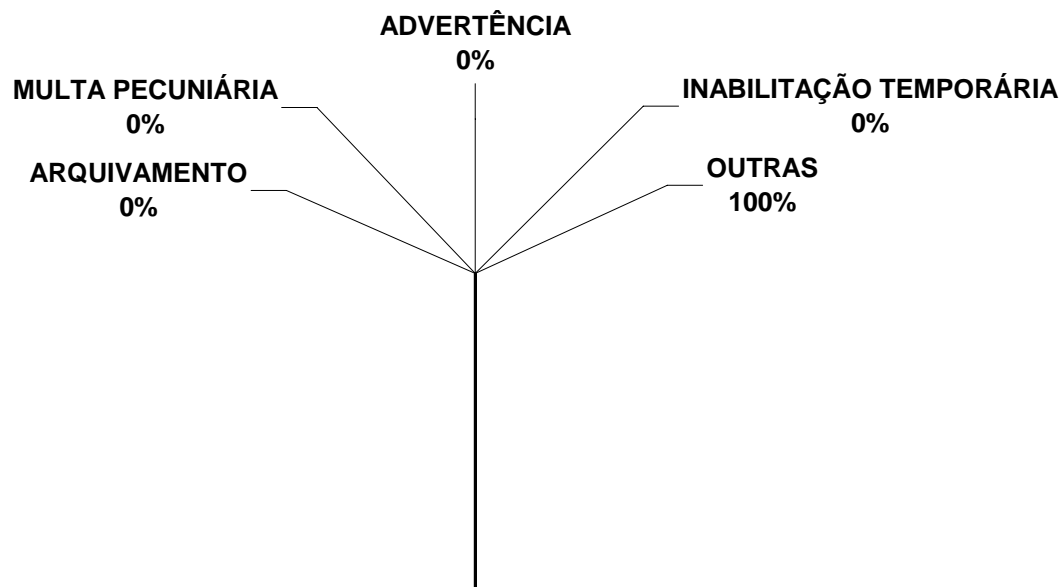 ADVERTÊNCIA
0%
MULTA PECUNIÁRIA
0%
INABILITAÇÃO TEMPORÁRIA
0%
ARQUIVAMENTO
0%
OUTRAS
100%